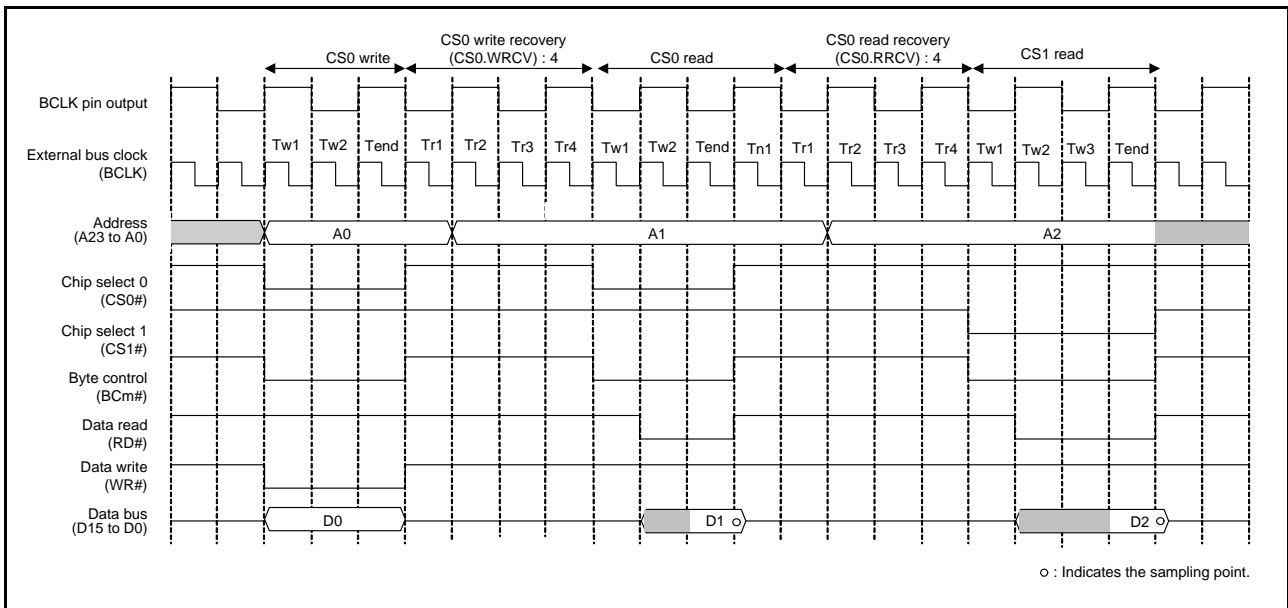 CS0 write
CS0 write recovery
(CS0.WRCV) : 4
CS0 read
CS0 read recovery
(CS0.RRCV) : 4
CS1 read
BCLK pin output
Tw1 Tw2 Tend Tr1 Tr2 Tr3 Tr4 Tw1 Tw2 Tend Tn1 Tr1 Tr2 Tr3 Tr4 Tw1 Tw2 Tw3 Tend
External bus clock
(BCLK)
Address
(A23 to A0)
A0 A1 A2
Chip select 0
(CS0#)
Chip select 1
(CS1#)
Byte control
(BCm#)
Data read
(RD#)
Data write
(WR#)
Data bus
(D15 to D0)
D0 D1 D2
: Indicates the sampling point.